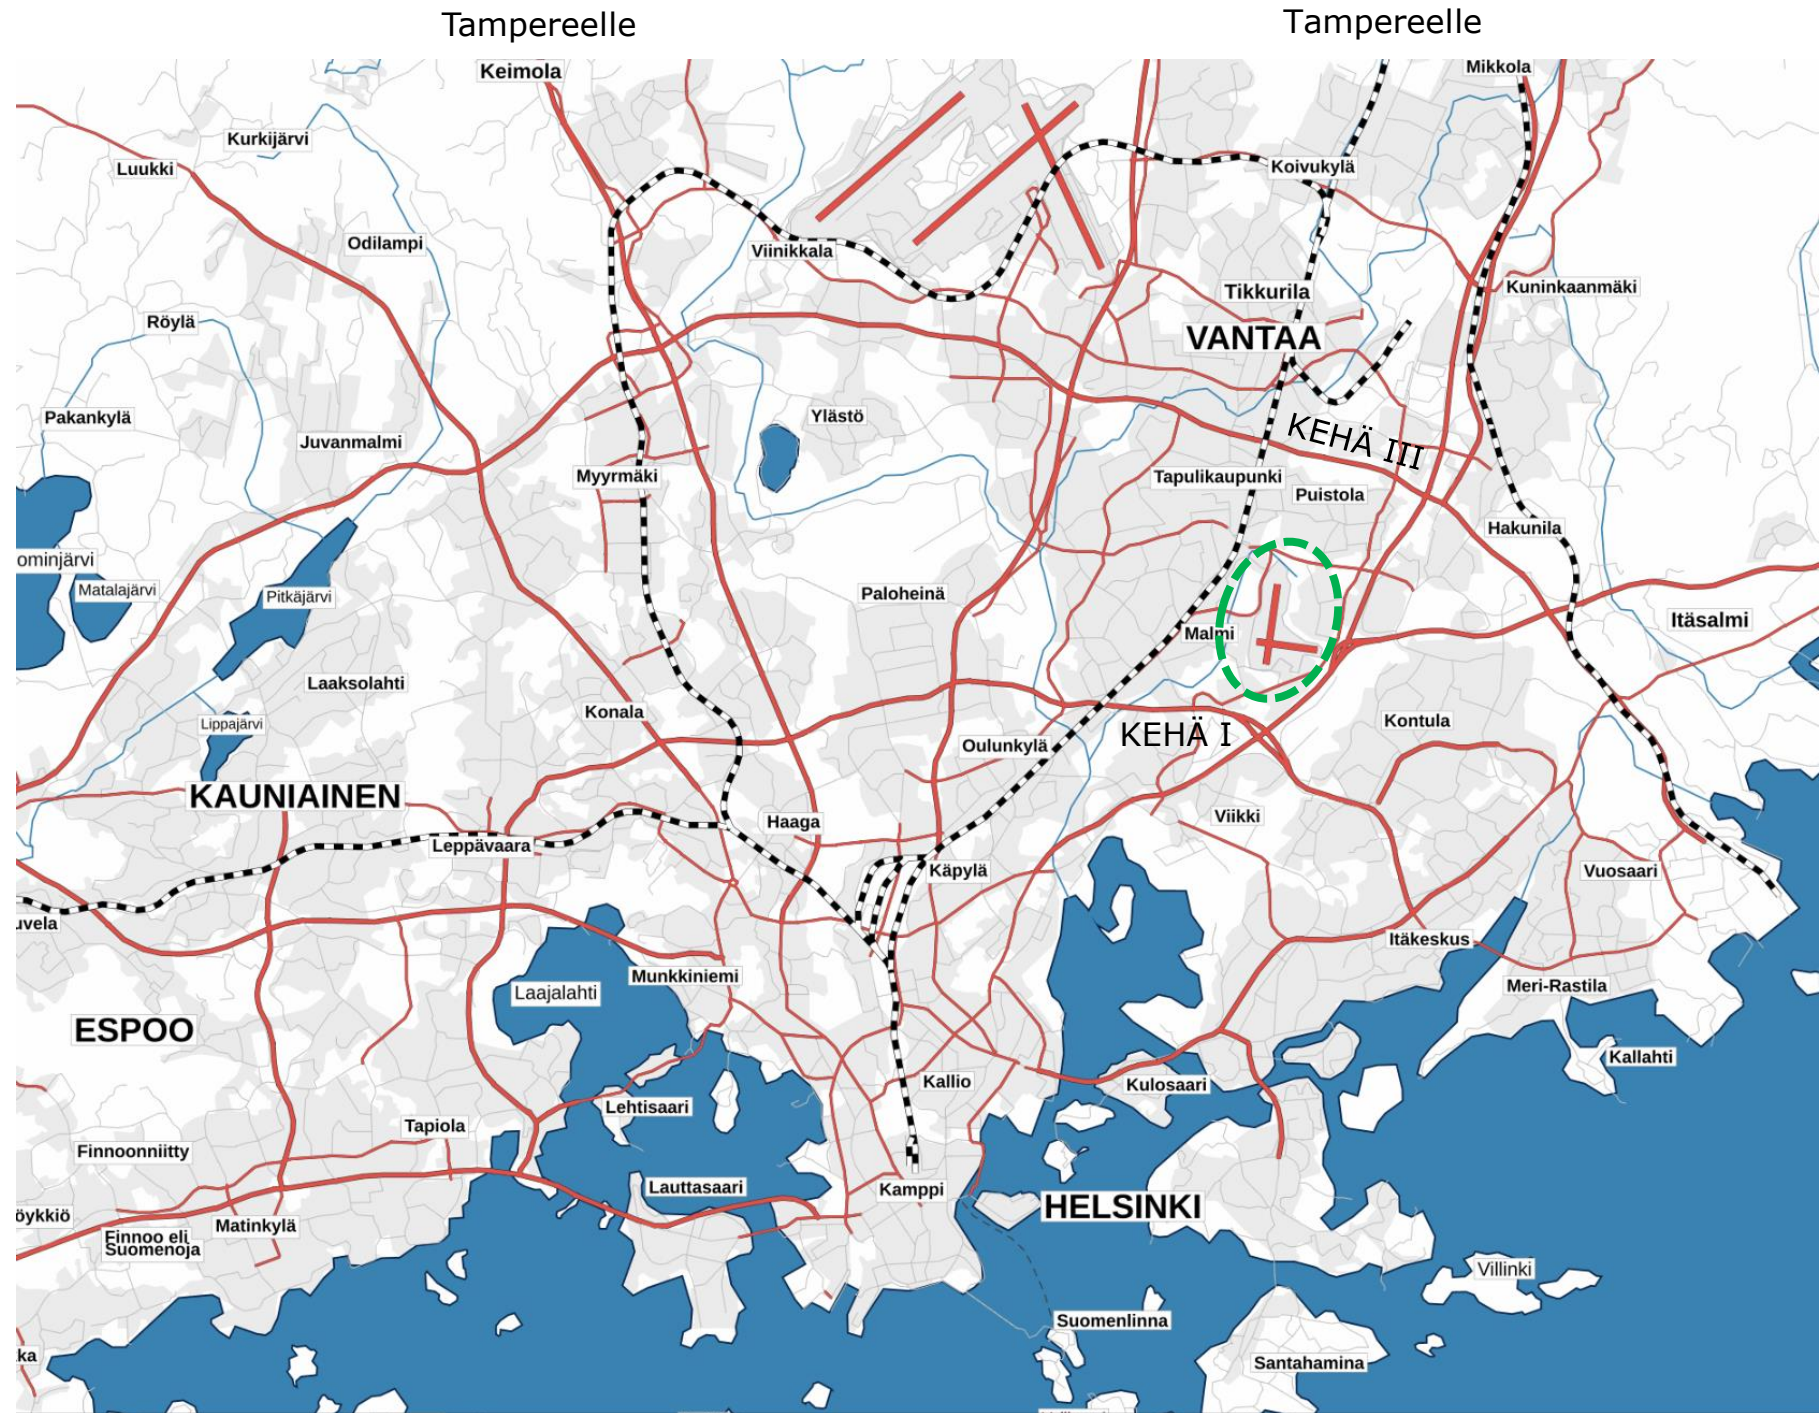 Tampereelle
Tampereelle
Keimola
Mikkola
Kurkijärvi
Luukki
Koivukylä
Odilampi
Viinikkala
Tikkurila
Kuninkaanmäki
Röylä
VANTAA
Pakankylä
Ylästö
Juvanmalmi
KEHÄ III
Myyrmäki
Tapulikaupunki
Puistola
Hakunila
ominjärvi
Matalajärvi
Pitkäjärvi
Paloheinä
Malmi
Itäsalmi
Laaksolahti
Lippajärvi
Konala
Kontula
KEHÄ I
Oulunkylä
KAUNIAINEN
Haaga
Viikki
Leppävaara
Käpylä
Vuosaari
uvela
Itäkeskus
Munkkiniemi
Laajalahti
Meri-Rastila
ESPOO
Kallahti
Kallio
Kulosaari
Lehtisaari
Tapiola
Finnoonniitty
Lauttasaari
Kamppi
HELSINKI
öykkiö
Matinkylä
Finnoo eli
Suomenoja
Villinki
Suomenlinna
ka
Santahamina